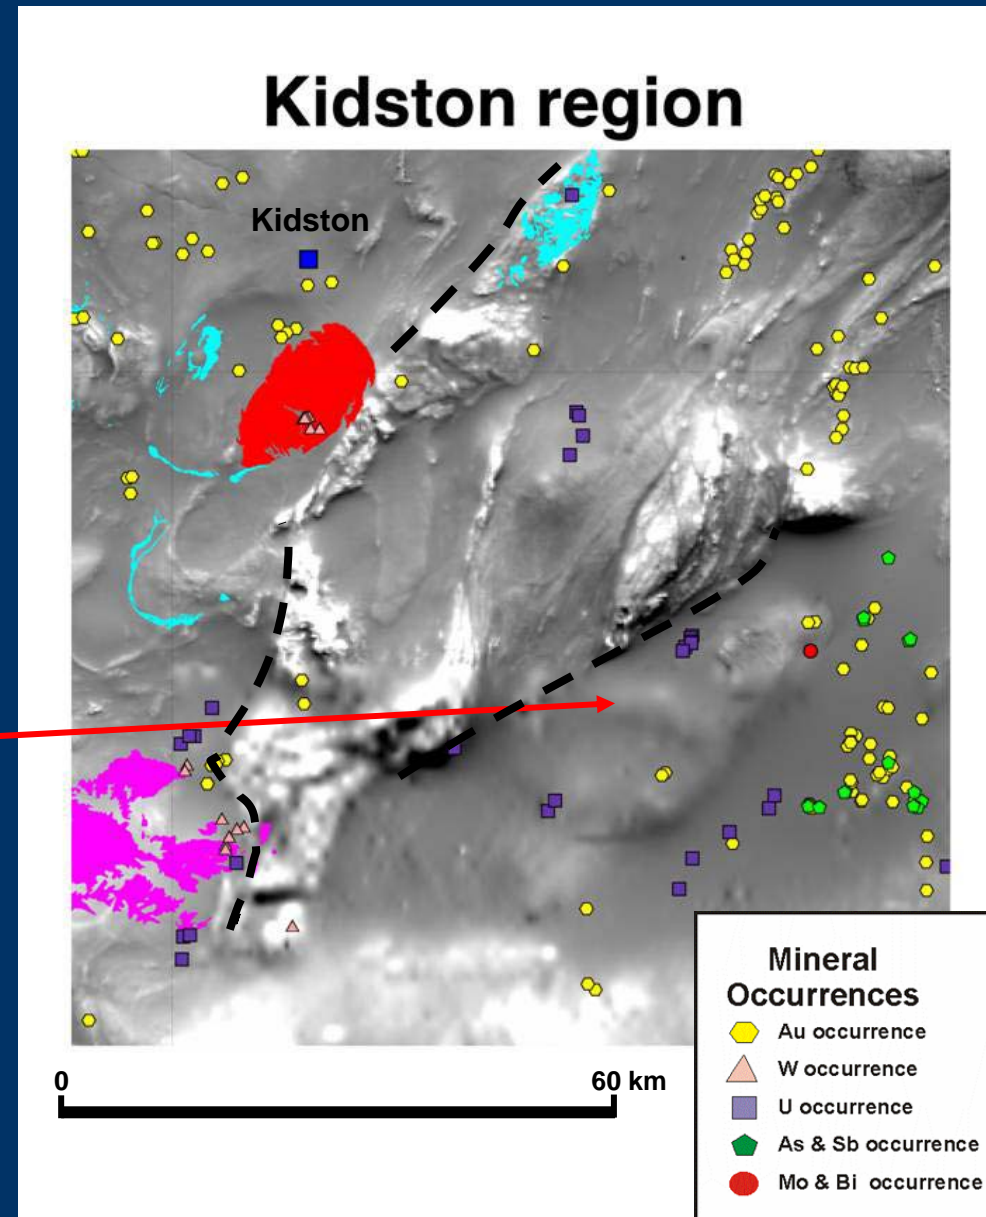 Kidston region
Kidston
0
60 km
Mineral
Occurrences
Au occurrence
W occurrence
U occurrence
As & Sb occurrence
Mo & Bi occurrence